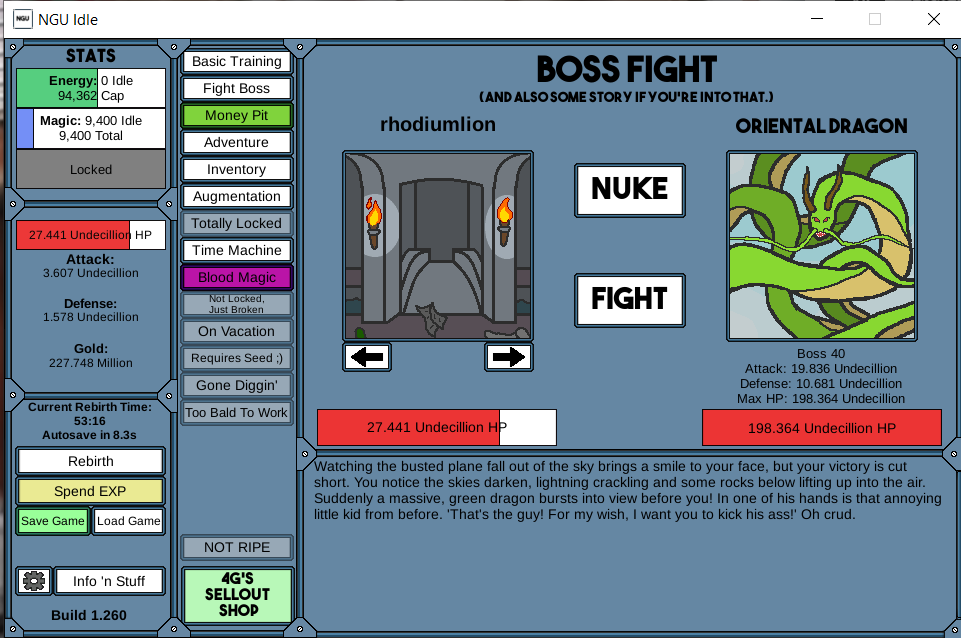 NGU
NGU Idle
STATS
Energy: 0 Idle
94,362 Cap
Magic: 9,400 Idle
9,400 Total
Locked
27.441 Undecillion HP
Attack:
3.607 Undecillion
Defense:
1.578 Undecillion
Gold:
227.748 Million
Current Rebirth Time:
53:16
Autosave in 8.3s
Rebirth
Spend EXP
Save Game
Load Game
Info 'n Stuff
Build 1.260
Basic Training
Fight Boss
Money Pit
Adventure
Inventory
Augmentation
Totally Locked
Time Machine
Blood Magic
Not Locked,
Just Broken
On Vacation
Requires Seed ;)
Gone Diggin'
Too Bald To Work
NOT RIPE
4G'S
SELLOUT
SHOP
BOSS FIGHT
(AND ALSO SOME STORY IF YOU'RE INTO THAT.)
rhodiumlion
ORIENTAL DRAGON
NUKE
FIGHT
Boss 40
Attack: 19.836 Undecillion
Defense: 10.681 Undecillion
Max HP: 198.364 Undecillion
27.441 Undecillion HP
198.364 Undecillion HP
Watching the busted plane fall out of the sky brings a smile to your face, but your victory is cut
short. You notice the skies darken, lightning crackling and some rocks below lifting up into the air.
Suddenly a massive, green dragon bursts into view before you! In one of his hands is that annoying
little kid from before. 'That's the guy! For my wish, I want you to kick his ass!' Oh crud.